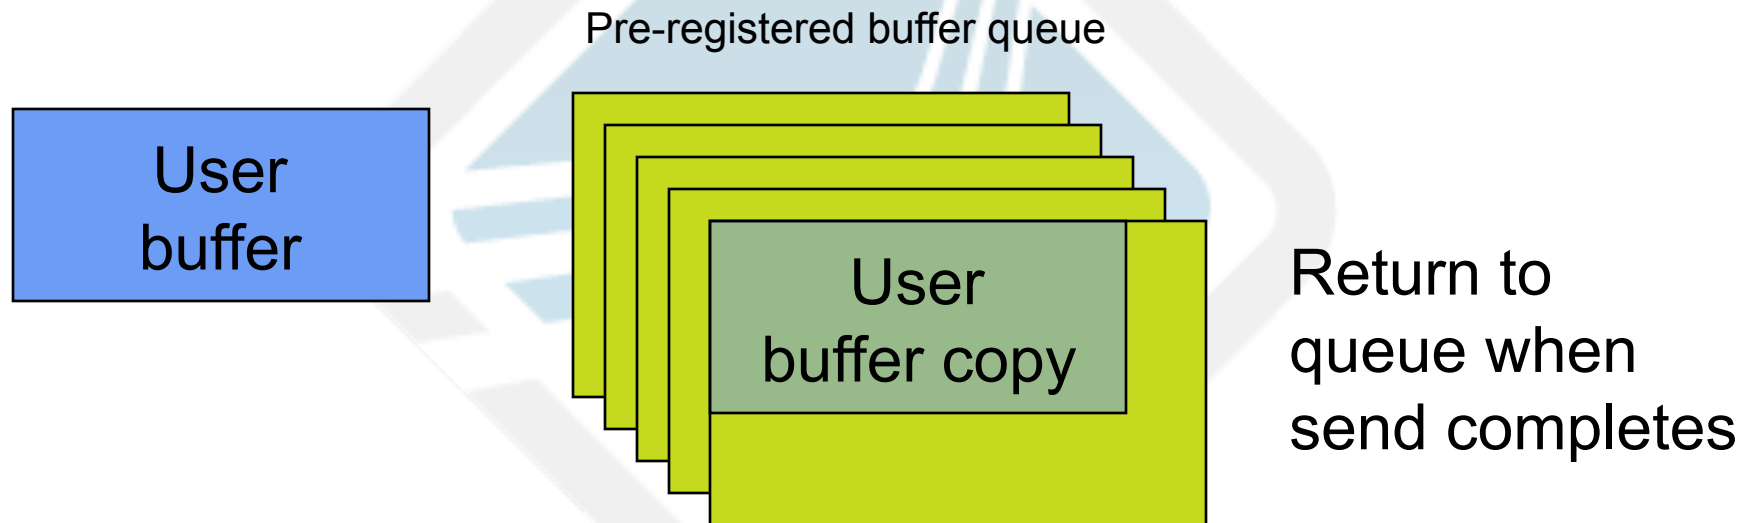 Pre-registered buffer queue
User
buffer
User
buffer copy
Return to
queue when
send completes